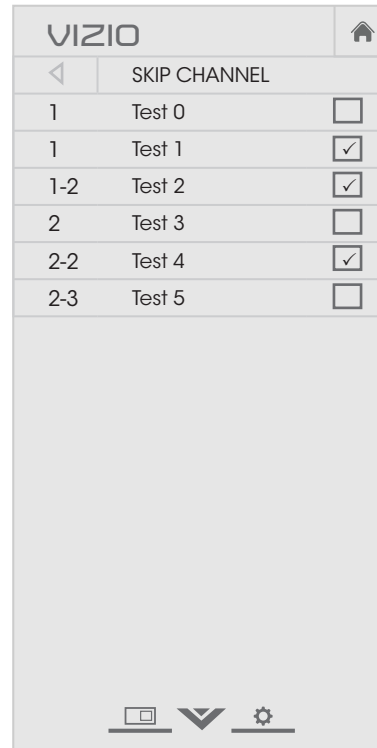 VIZIO
SKIP CHANNEL
1 Test 0
1 Test 1
1-2 Test 2
2 Test 3
2-2 Test 4
2-3 Test 5